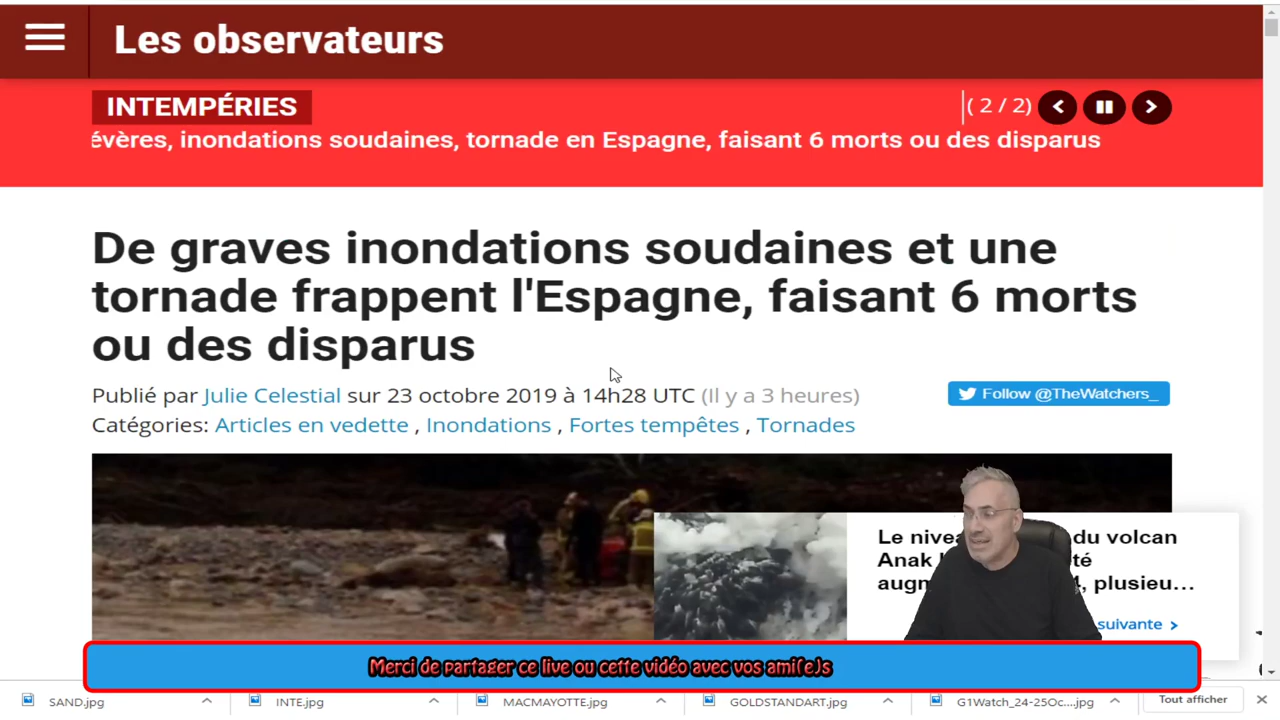 Les observateurs
INTEMPÉRIES
( 2 / 2)
évères, inondations soudaines, tornade en Espagne, faisant 6 morts ou des disparus
De graves inondations soudaines et une
tornade frappent l'Espagne, faisant 6 morts
ou des disparus
Publié par Julie Celestial sur 23 octobre 2019 à 14h28 UTC (Il y a 3 heures)
Follow @TheWatchers_
Catégories: Articles en vedette , Inondations , Fortes tempêtes , Tornades
Le du volcan
Anak
plusieu...
suivante
Merci de partager ce live ou cette vidéo avec vos ami(e)s
SAND.jpg
INTE.jpg
MACMAYOTTE.jpg
GOLDSTANDART.jpg
G1Watch_24-25Oc....jpg
Tout afficher